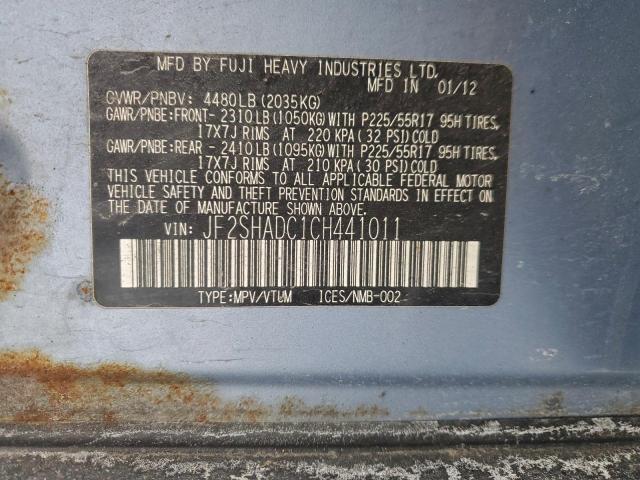 MFD BY FUJI HEAVY INDUSTRIES LTD.
MFD IN 01/12
GVWR/PNBV: 4480LB(2035KG)
GAWR/PNBE:FRONT- 2310LB(1050KG)WITH P225/55R17 95H TIRES,
17X7J RIMS AT 220 KPA(32 PSI)COLD
GAWR/PNBE:REAR - 2410LB(1095KG)WITH P225/55R17 95H TIRES,
17X7J RIMS AT 210 KPA(30 PSI)COLD
THIS VEHICLE CONFORMS TO ALL APPLICABLE FEDERAL MOTOR
VEHICLE SAFETY AND THEFT PREVENTION STANDARDS IN EFFECT
ON THE DATE OF MANUFACTURE SHOWN ABOVE.
VIN: JF2SHADC1CH441011
TYPE:MPV/VTUM ICES/NMB-002